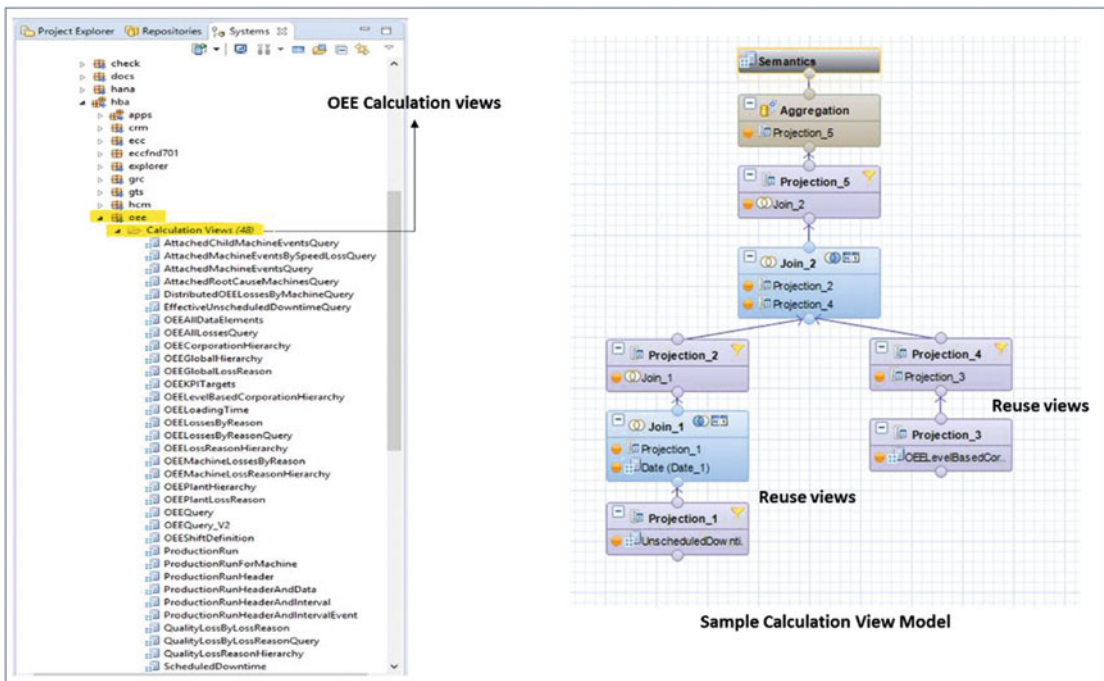 Project Explorer Repositories Systems
check
docs
hana
hba
apps
crm
ecc
eccfnd701
explorer
grc
gts
hcm
oee
Calculation Views (48)
AttachedChildMachineEventsQuery
AttachedMachineEventsBySpeedLossQuery
AttachedMachineEventsQuery
AttachedRootCauseMachinesQuery
DistributedOEELossesByMachineQuery
EffectiveUnscheduledDowntimeQuery
OEEAllDataElements
OEEAllLossesQuery
OEECorporationHierarchy
OEEGlobalHierarchy
OEEGlobalLossReason
OEEKPITargets
OEELevelBasedCorporationHierarchy
OEELoadingTime
OEELossesByReason
OEELossesByReasonQuery
OEELossReasonHierarchy
OEEMachineLossesByReason
OEEMachineLossReasonHierarchy
OEEPlantHierarchy
OEEPlantLossReason
OEEQuery
OEEQuery_V2
OEEShiftDefinition
ProductionRun
ProductionRunForMachine
ProductionRunHeader
ProductionRunHeaderAndData
ProductionRunHeaderAndInterval
ProductionRunHeaderAndIntervalEvent
QualityLossByLossReason
QualityLossByLossReasonQuery
QualityLossReasonHierarchy
ScheduledDowntime
OEE Calculation views
Semantics
Aggregation
Projection_5
Projection_5
Join_2
Join_2
Projection_2
Projection_4
Projection_2
Join_1
Join_1
Projection_1
Date (Date_1)
Projection_1
UnscheduledDownti..
Reuse views
Projection_4
Projection_3
Reuse views
Projection_3
OEELevelBasedCor..
Sample Calculation View Model